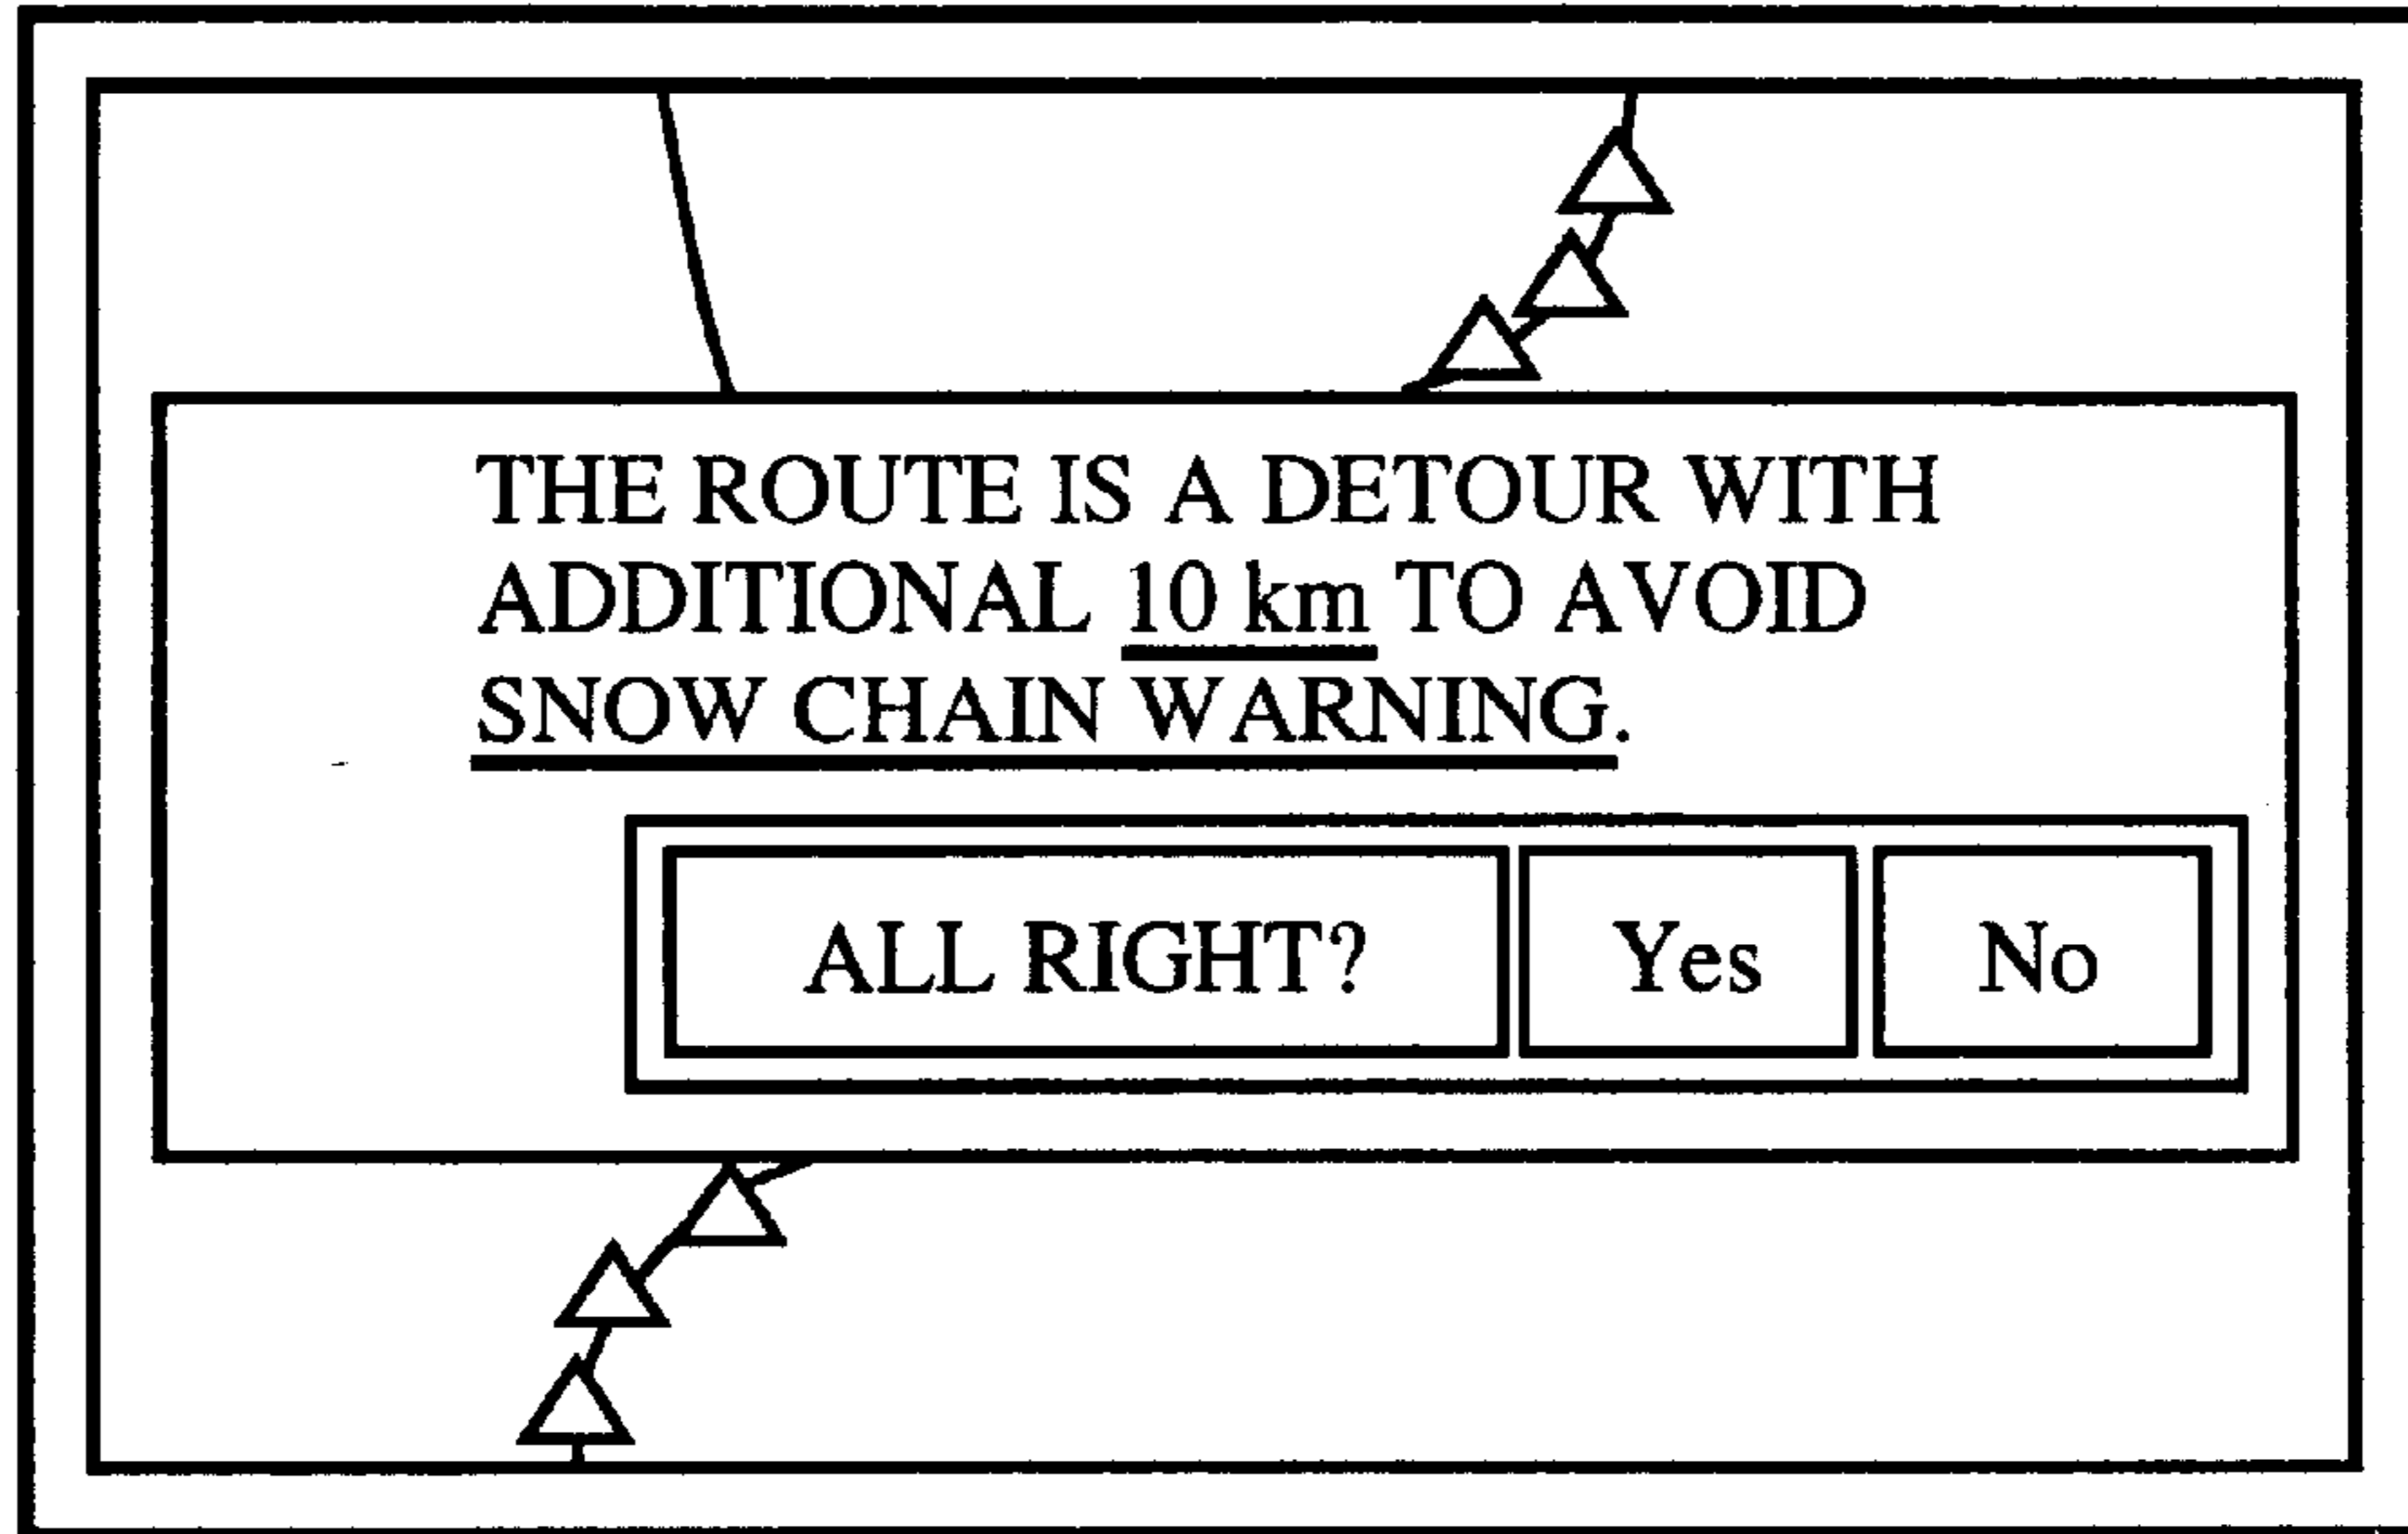 THE ROUTE IS A DETOUR WITH
ADDITIONAL 10 km TO AVOID
SNOW CHAIN WARNING.
ALL RIGHT? Yes No